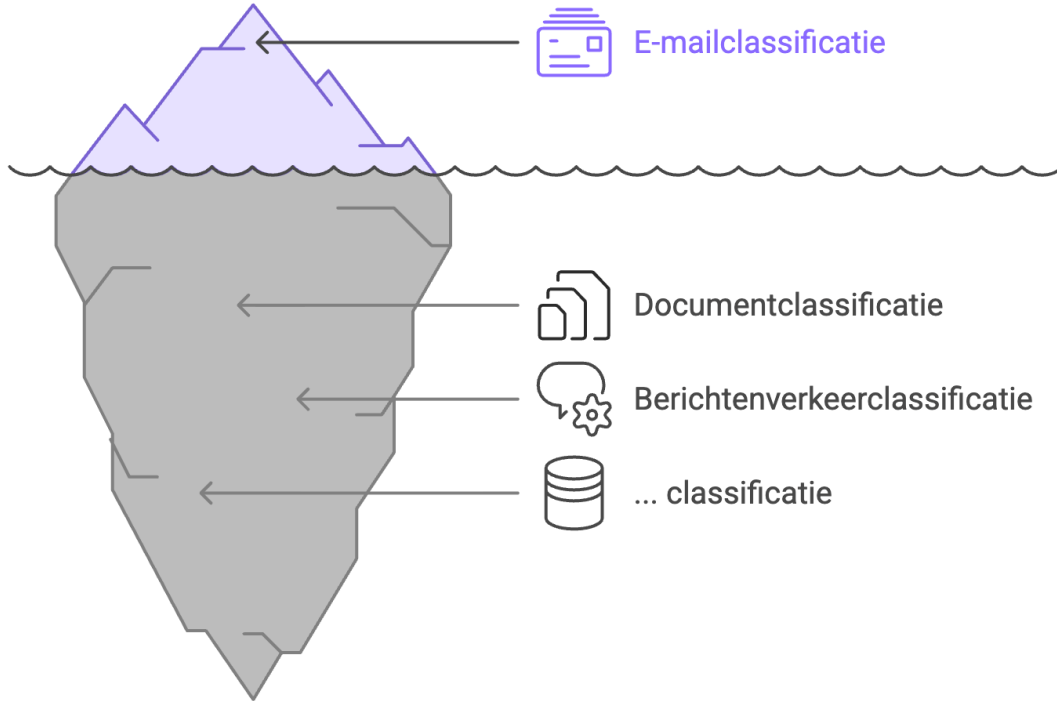 E-mailclassificatie
Documentclassificatie
Berichtenverkeerclassificatie
... classificatie